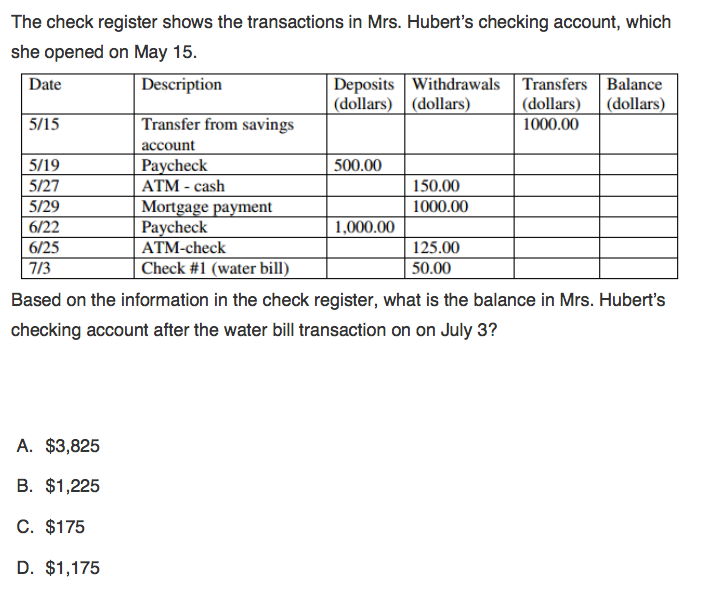 The check register shows the transactions in Mrs. Hubert's checking account, which
she opened on May 15.
Date Description Deposits (dollars) Withdrawals (dollars) Transfers (dollars) Balance (dollars)
5/15 Transfer from savings account 1000.00
5/19 Paycheck 500.00
5/27 ATM - cash 150.00
5/29 Mortgage payment 1000.00
6/22 Paycheck 1,000.00
6/25 ATM-check 125.00
7/3 Check #1 (water bill) 50.00
Based on the information in the check register, what is the balance in Mrs. Hubert's
checking account after the water bill transaction on on July 3?
A. $3,825
B. $1,225
C. $175
D. $1,175